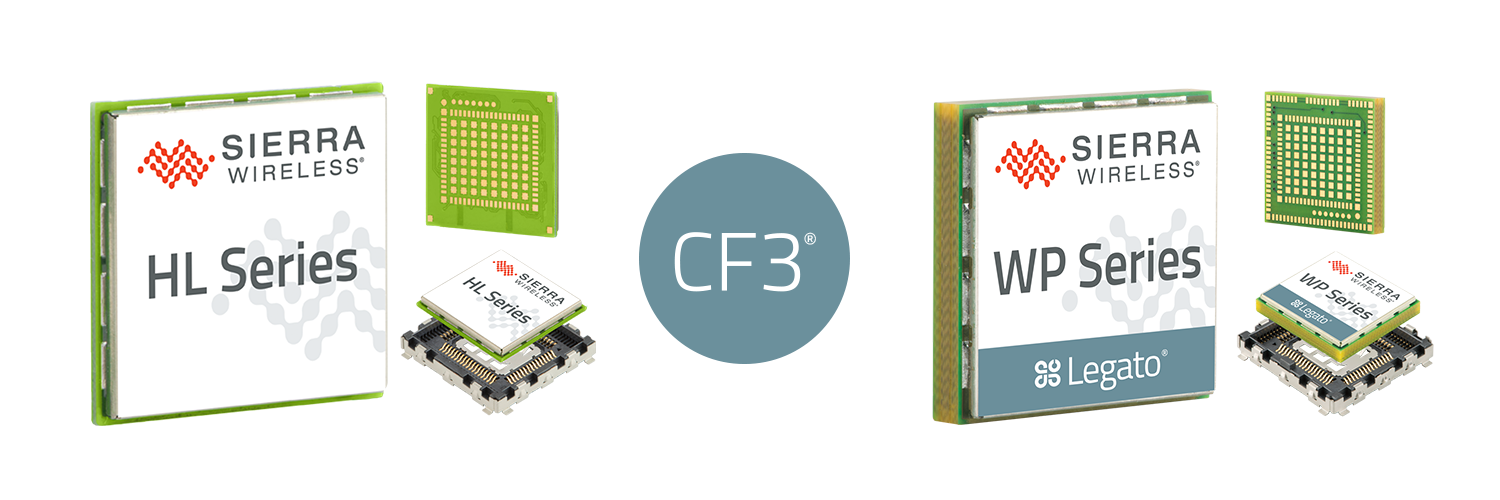 SIERRA
WIRELESS®
HL Series
SIERRA
WIRELESS®
HL Series
CF3®
SIERRA
WIRELESS®
WP Series
Legato®
SIERRA
WIRELESS®
WP Series
Legato®